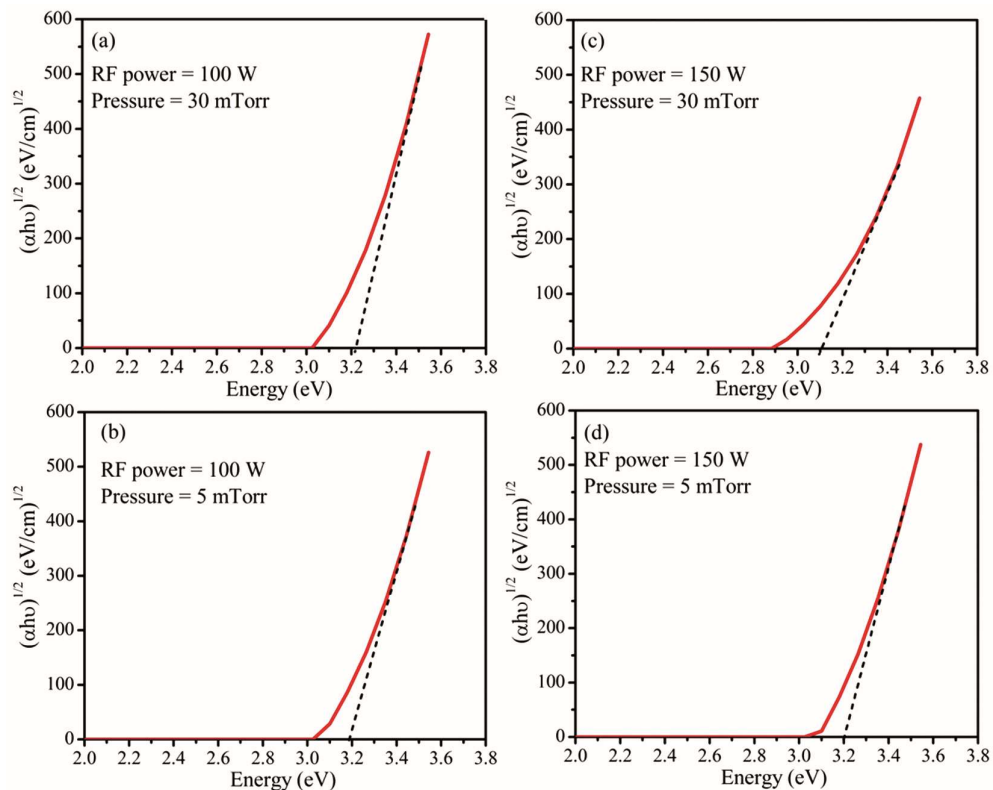 (a)
RF power = 100 W
Pressure = 30 mTorr
600
500
400
300
200
100
0
2.0 2.2 2.4 2.6 2.8 3.0 3.2 3.4 3.6 3.8
Energy (eV)
(αhυ)^1/2 (eV/cm)^1/2
(c)
RF power = 150 W
Pressure = 30 mTorr
600
500
400
300
200
100
0
2.0 2.2 2.4 2.6 2.8 3.0 3.2 3.4 3.6 3.8
Energy (eV)
(αhυ)^1/2 (eV/cm)^1/2
(b)
RF power = 100 W
Pressure = 5 mTorr
600
500
400
300
200
100
0
2.0 2.2 2.4 2.6 2.8 3.0 3.2 3.4 3.6 3.8
Energy (eV)
(αhυ)^1/2 (eV/cm)^1/2
(d)
RF power = 150 W
Pressure = 5 mTorr
600
500
400
300
200
100
0
2.0 2.2 2.4 2.6 2.8 3.0 3.2 3.4 3.6 3.8
Energy (eV)
(αhυ)^1/2 (eV/cm)^1/2